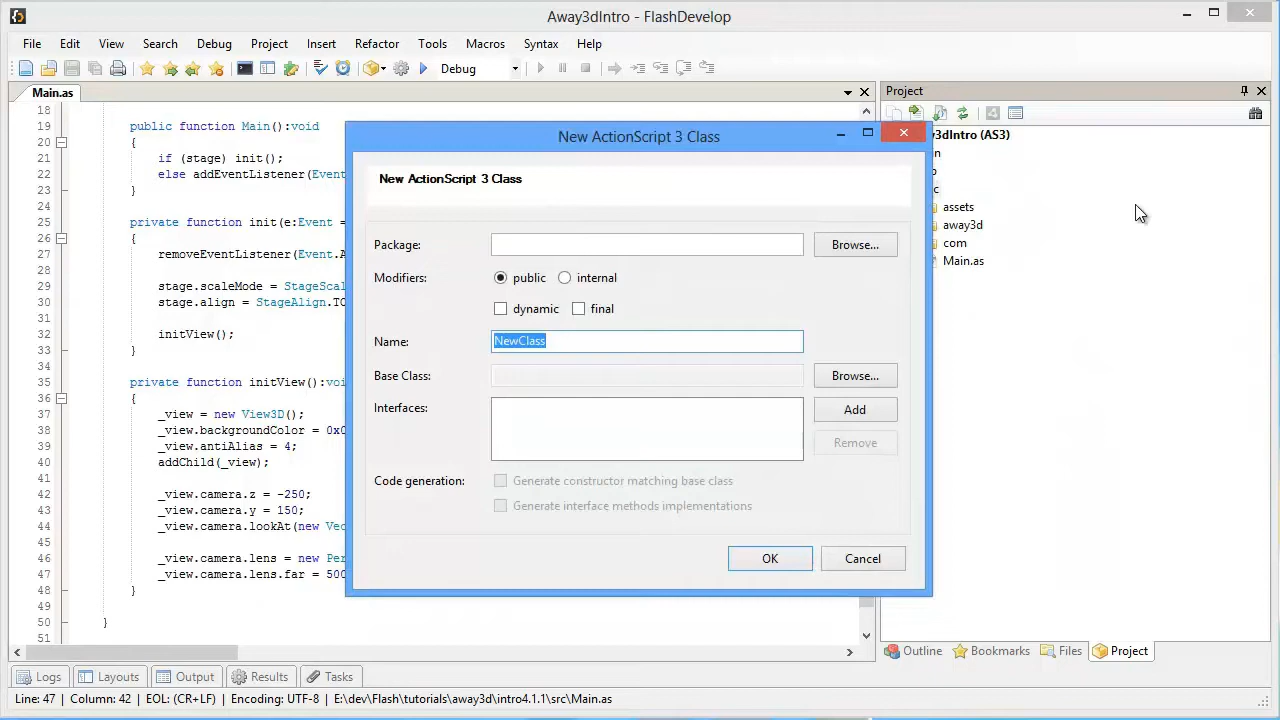 Away3dIntro - FlashDevelop
File Edit View Search Debug Project Insert Refactor Tools Macros Syntax Help
Debug
Main.as
Project
18
19 public function Main():void
20 {
21 if (stage) init();
22 else addEventListener(Event
23 }
24
25 private function init(e:Event =
26 {
27 removeEventListener(Event.A
28
29 stage.scaleMode = StageScal
30 stage.align = StageAlign.TO
31
32 initView();
33 }
34
35 private function initView():voi
36 {
37 _view = new View3D();
38 _view.backgroundColor = 0x0
39 _view.antiAlias = 4;
40 addChild(_view);
41
42 _view.camera.z = -250;
43 _view.camera.y = 150;
44 _view.camera.lookAt(new Vec
45
46 _view.camera.lens = new Per
47 _view.camera.lens.far = 500
48 }
49
50 }
51
New ActionScript 3 Class
New ActionScript 3 Class
Package: Browse...
Modifiers: public internal
dynamic final
Name: NewClass
Base Class: Browse...
Interfaces: Add
Remove
Code generation: Generate constructor matching base class
Generate interface methods implementations
OK Cancel
y3dIntro (AS3)
n
o
c
assets
away3d
com
Main.as
Outline Bookmarks Files Project
Logs Layouts Output Results Tasks
Line: 47 | Column: 42 | EOL: (CR+LF) | Encoding: UTF-8 | E:\dev\Flash\tutorials\away3d\intro4.1.1\src\Main.as